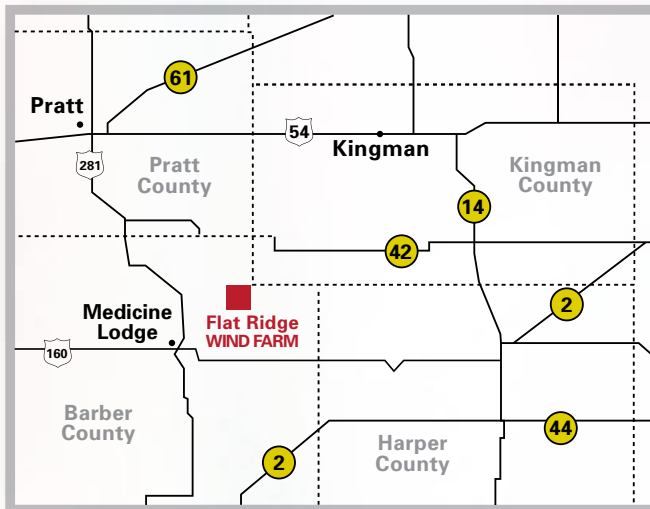 61
Pratt
54
Kingman
281
Pratt
County
Kingman
County
14
42
Flat Ridge
WIND FARM
2
Medicine
Lodge
160
Barber
County
Harper
County
44
2